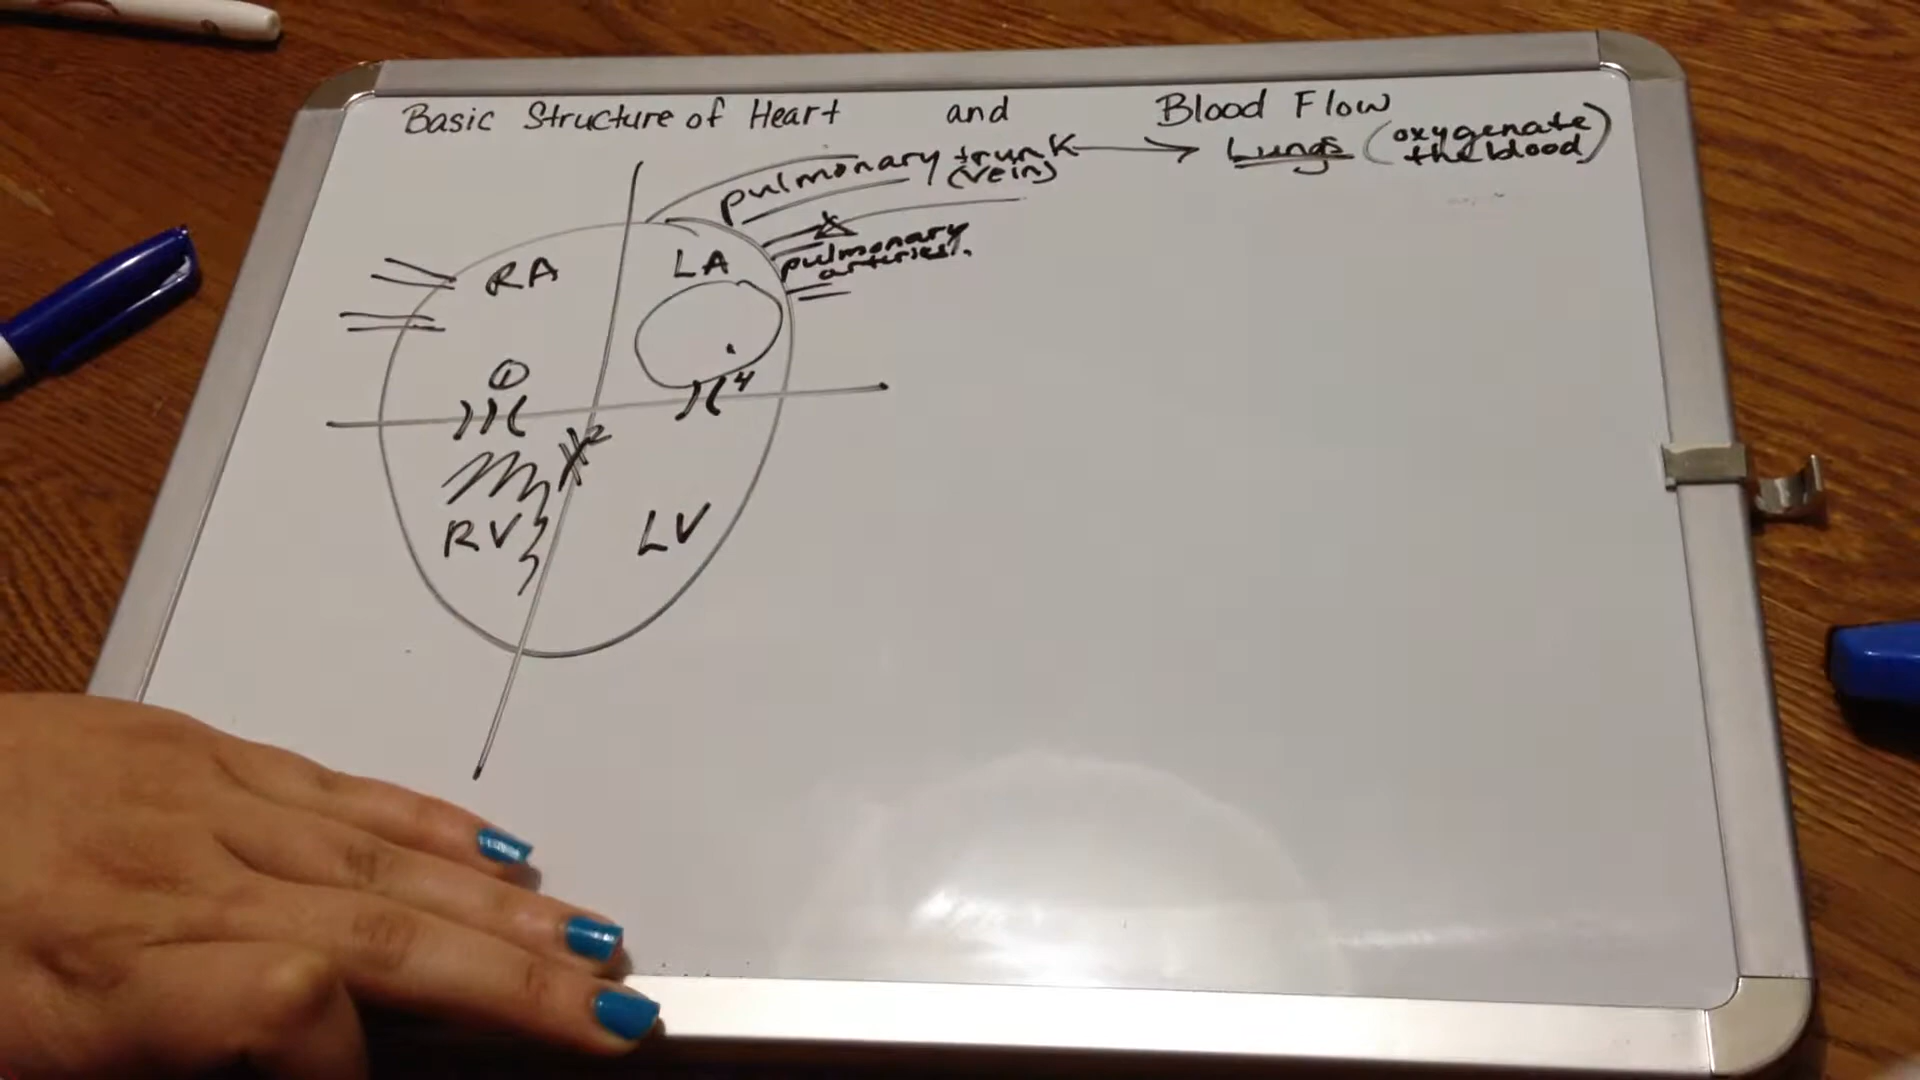 Basic Structure of Heart and Blood Flow
pulmonary trunk → Lungs (oxygenate
(vein) the blood)
pulmonary
arteries.
RA
LA
①
4
2
RV
LV